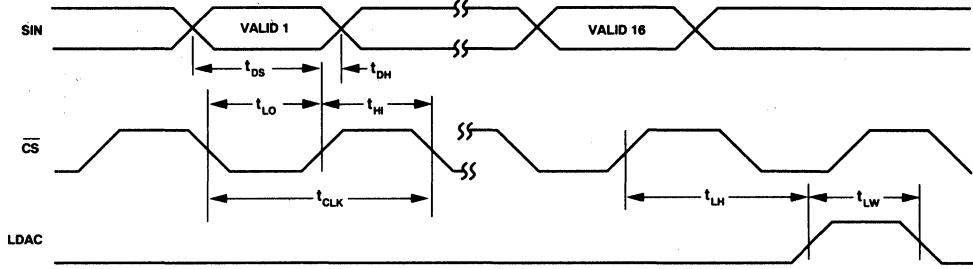 SIN
VALID 1
VALID 16
tDS
tDH
tLO
tHI
CS
tCLK
tLH
tLW
LDAC